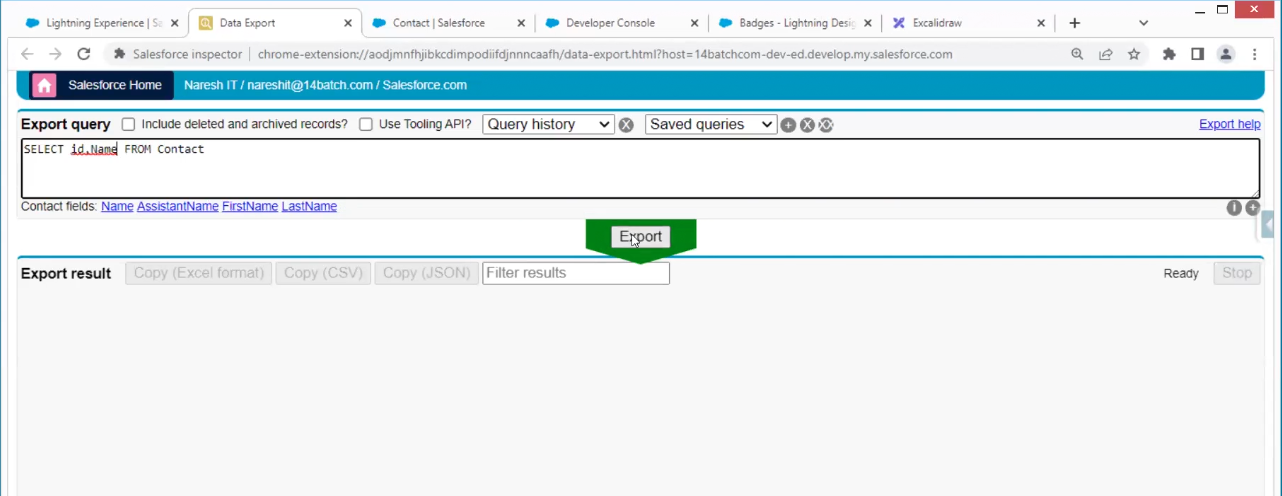 Lightning Experience | Sa
Data Export
Contact | Salesforce
Developer Console
Badges - Lightning Desig
Excalidraw
Salesforce inspector
chrome-extension://aodjmnfhjibkcdimpodiifdjnnncaafh/data-export.html?host=14batchcom-dev-ed.develop.my.salesforce.com
Salesforce Home
Naresh IT / nareshit@14batch.com / Salesforce.com
Export query Include deleted and archived records? Use Tooling API? Query history Saved queries Export help
SELECT id,Name FROM Contact
Contact fields: Name AssistantName FirstName LastName
Export
Export result Copy (Excel format) Copy (CSV) Copy (JSON) Filter results Ready Stop